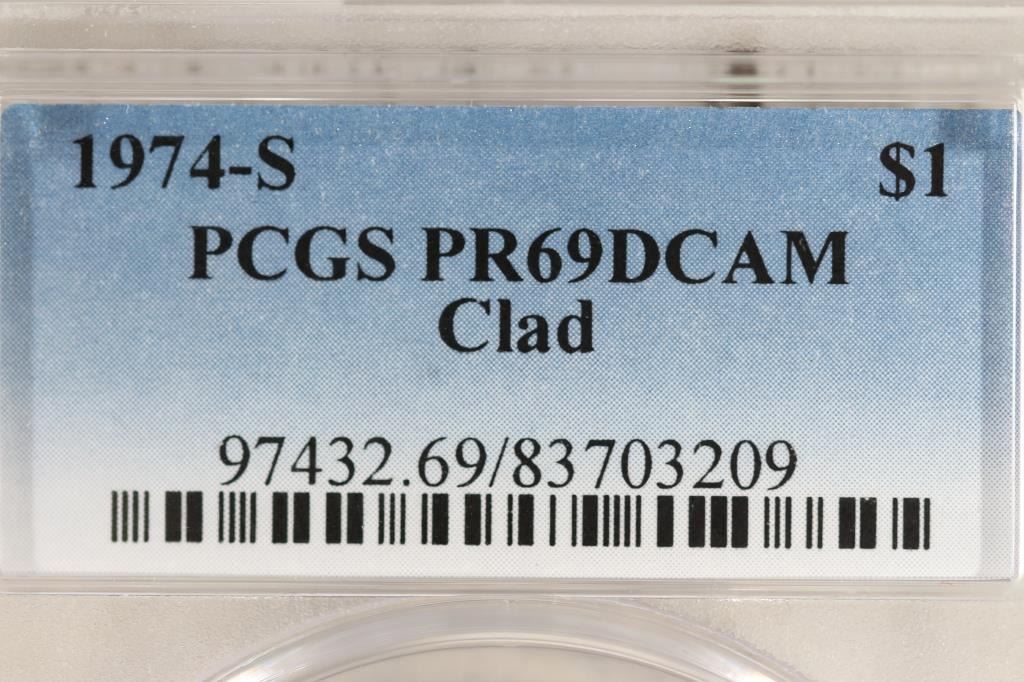 1974-S $1
PCGS PR69DCAM
Clad
97432.69/83703209